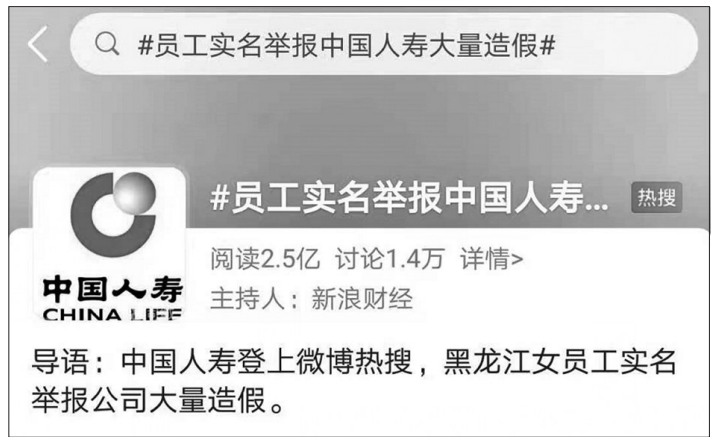 #员工实名举报中国人寿大量造假#
#员工实名举报中国人寿... 热搜
中国人寿
CHINA LIFE
阅读2.5亿 讨论1.4万 详情>
主持人：新浪财经
导语：中国人寿登上微博热搜，黑龙江女员工实名
举报公司大量造假。